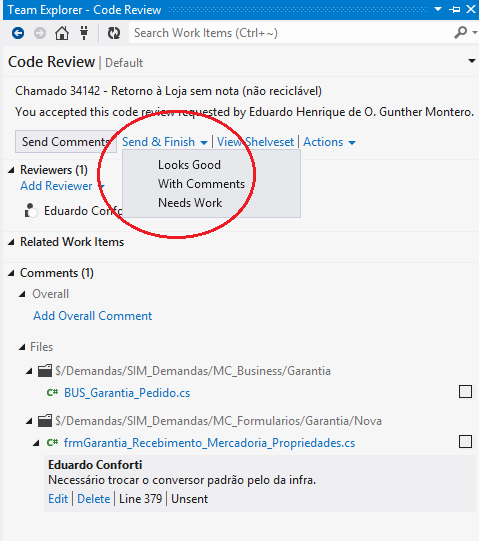 Team Explorer - Code Review
Search Work Items (Ctrl+~)
Code Review | Default
Chamado 34142 - Retorno à Loja sem nota (não reciclável)
You accepted this code review requested by Eduardo Henrique de O. Gunther Montero.
Send Comments Send & Finish | View Shelveset | Actions
Looks Good
With Comments
Needs Work
Reviewers (1)
Add Reviewer
Eduardo Confo
Related Work Items
Comments (1)
Overall
Add Overall Comment
Files
$/Demandas/SIM_Demandas/MC_Business/Garantia
C# BUS_Garantia_Pedido.cs
$/Demandas/SIM_Demandas/MC_Formularios/Garantia/Nova
C# frmGarantia_Recebimento_Mercadoria_Propriedades.cs
Eduardo Conforti
Necessário trocar o conversor padrão pelo da infra.
Edit | Delete | Line 379 | Unsent